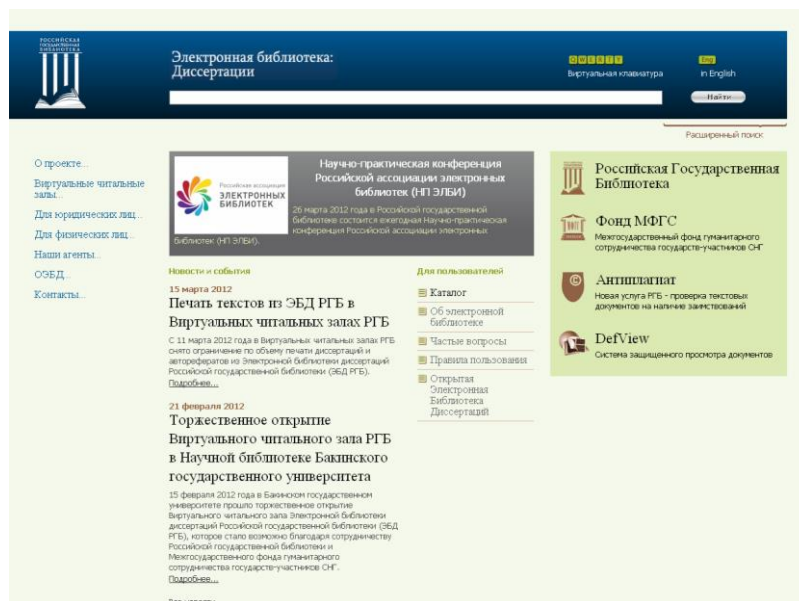 РОССИЙСКАЯ
ГОСУДАРСТВЕННАЯ
БИБЛИОТЕКА
Электронная библиотека:
Диссертации
QWERTY
Виртуальная клавиатура
Eng
in English
Найти
Расширенный поиск
О проекте...
Виртуальные читальные
залы...
Для юридических лиц...
Для физических лиц...
Наши агенты...
ОЭБД...
Контакты...
Российская ассоциация
ЭЛЕКТРОННЫХ
БИБЛИОТЕК
Научно-практическая конференция
Российской ассоциации электронных
библиотек (НП ЭЛБИ)
26 марта 2012 года в Российской государственной
библиотеке состоится ежегодная Научно-практическая
конференция Российской ассоциации электронных
библиотек (НП ЭЛБИ).
Новости и события
15 марта 2012
Печать текстов из ЭБД РГБ в
Виртуальных читальных залах РГБ
С 11 марта 2012 года в Виртуальных читальных залах РГБ
снято ограничение по объему печати диссертаций и
авторефератов из Электронной библиотеки диссертаций
Российской государственной библиотеки (ЭБД РГБ).
Подробнее...
21 февраля 2012
Торжественное открытие
Виртуального читального зала РГБ
в Научной библиотеке Бакинского
государственного университета
15 февраля 2012 года в Бакинском государственном
университете прошло торжественное открытие
Виртуального читального зала Электронной библиотеки
диссертаций Российской государственной библиотеки (ЭБД
РГБ), которое стало возможно благодаря сотрудничеству
Российской государственной библиотеки и
Межгосударственного фонда гуманитарного
сотрудничества государств-участников СНГ.
Подробнее...
Для пользователей
Каталог
Об электронной
библиотеке
Частые вопросы
Правила пользования
Открытая
Электронная
Библиотека
Диссертаций
Российская Государственная
Библиотека
Фонд МФГС
Межгосударственный фонд гуманитарного
сотрудничества государств-участников СНГ
Антиплагиат
Новая услуга РГБ - проверка текстовых
документов на наличие заимствований
DefView
Система защищенного просмотра документов